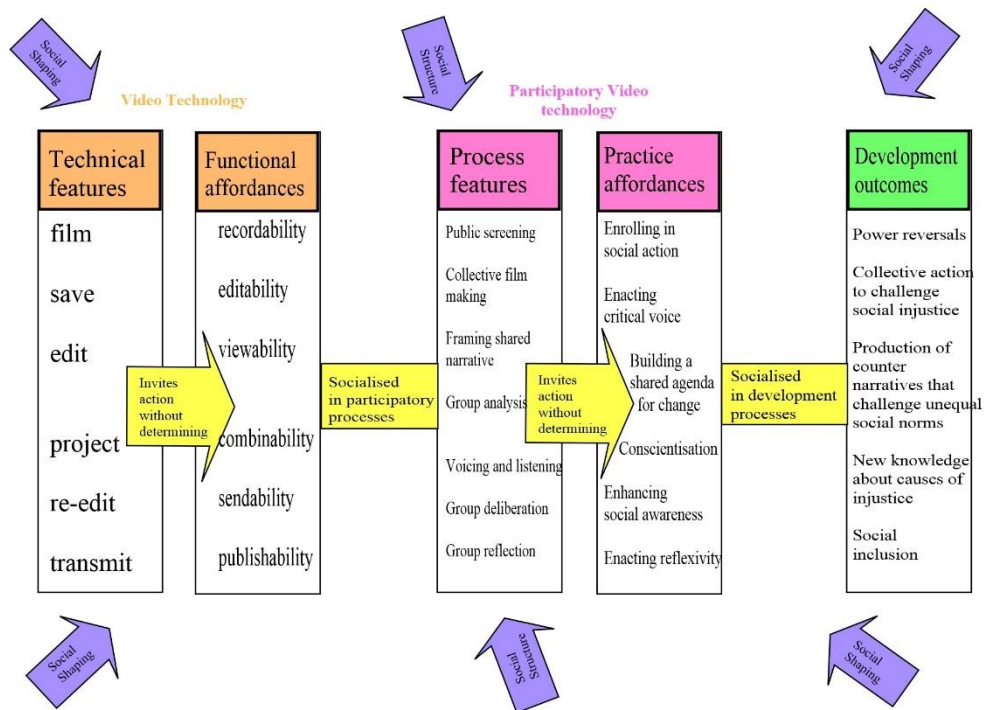 Social
Shaping
Social
Structure
Social
Shaping
Video Technology
Participatory Video
technology
Technical
features
film
save
edit
project
re-edit
transmit
Invites
action
without
determining
Functional
affordances
recordability
editability
viewability
combinability
sendability
publishability
Socialised
in participatory
processes
Process
features
Public screening
Collective film
making
Framing shared
narrative
Group analysis
Voicing and listening
Group deliberation
Group reflection
Invites
action
without
determining
Practice
affordances
Enrolling in
social action
Enacting
critical voice
Building a
shared agenda
for change
Conscientisation
Enhancing
social awareness
Enacting reflexivity
Socialised
in development
processes
Development
outcomes
Power reversals
Collective action
to challenge
social injustice
Production of
counter
narratives that
challenge unequal
social norms
New knowledge
about causes of
injustice
Social
inclusion
Social
Shaping
Social
Structure
Social
Shaping